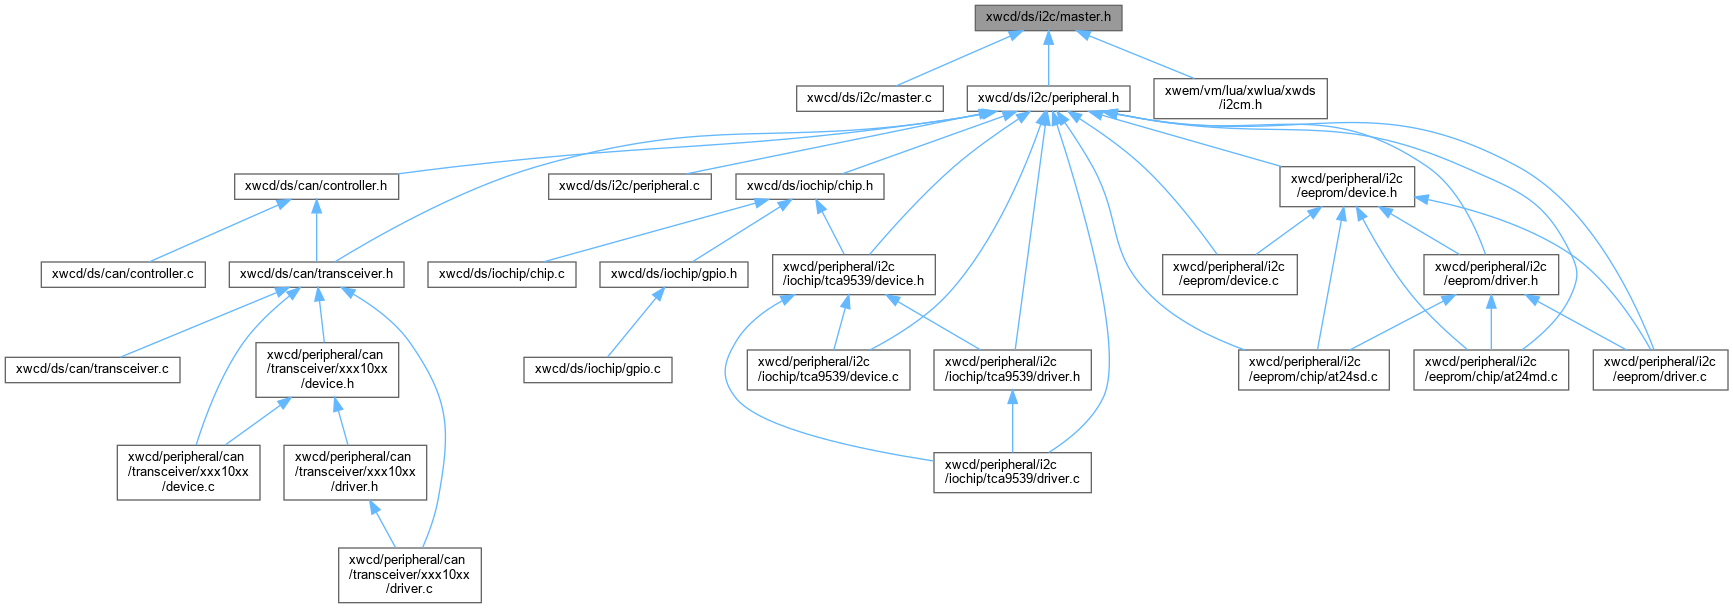 xwcd/ds/i2c/master.h
xwcd/ds/i2c/master.c
xwcd/ds/i2c/peripheral.h
xwem/vm/lua/xwlua/xwds
/i2cm.h
xwcd/ds/can/controller.h
xwcd/ds/i2c/peripheral.c
xwcd/ds/iochip/chip.h
xwcd/peripheral/i2c
/eeprom/device.h
xwcd/ds/can/controller.c
xwcd/ds/can/transceiver.h
xwcd/ds/iochip/chip.c
xwcd/ds/iochip/gpio.h
xwcd/peripheral/i2c
/iochip/tca9539/device.h
xwcd/peripheral/i2c
/eeprom/device.c
xwcd/peripheral/i2c
/eeprom/driver.h
xwcd/ds/can/transceiver.c
xwcd/peripheral/can
/transceiver/xxx10xx
/device.h
xwcd/ds/iochip/gpio.c
xwcd/peripheral/i2c
/iochip/tca9539/device.c
xwcd/peripheral/i2c
/iochip/tca9539/driver.h
xwcd/peripheral/i2c
/eeprom/chip/at24sd.c
xwcd/peripheral/i2c
/eeprom/chip/at24md.c
xwcd/peripheral/i2c
/eeprom/driver.c
xwcd/peripheral/can
/transceiver/xxx10xx
/device.c
xwcd/peripheral/can
/transceiver/xxx10xx
/driver.h
xwcd/peripheral/i2c
/iochip/tca9539/driver.c
xwcd/peripheral/can
/transceiver/xxx10xx
/driver.c